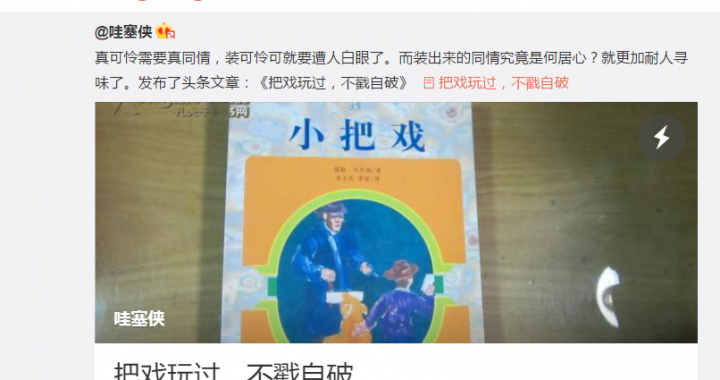 @哇塞侠
真可怜需要真同情，装可怜可就要遭人白眼了。而装出来的同情究竟是何居心？就更加耐人寻
味了。发布了头条文章：《把戏玩过，不戳自破》 把戏玩过，不戳自破
35
小把戏
哇塞侠
把戏玩过，不戳自破